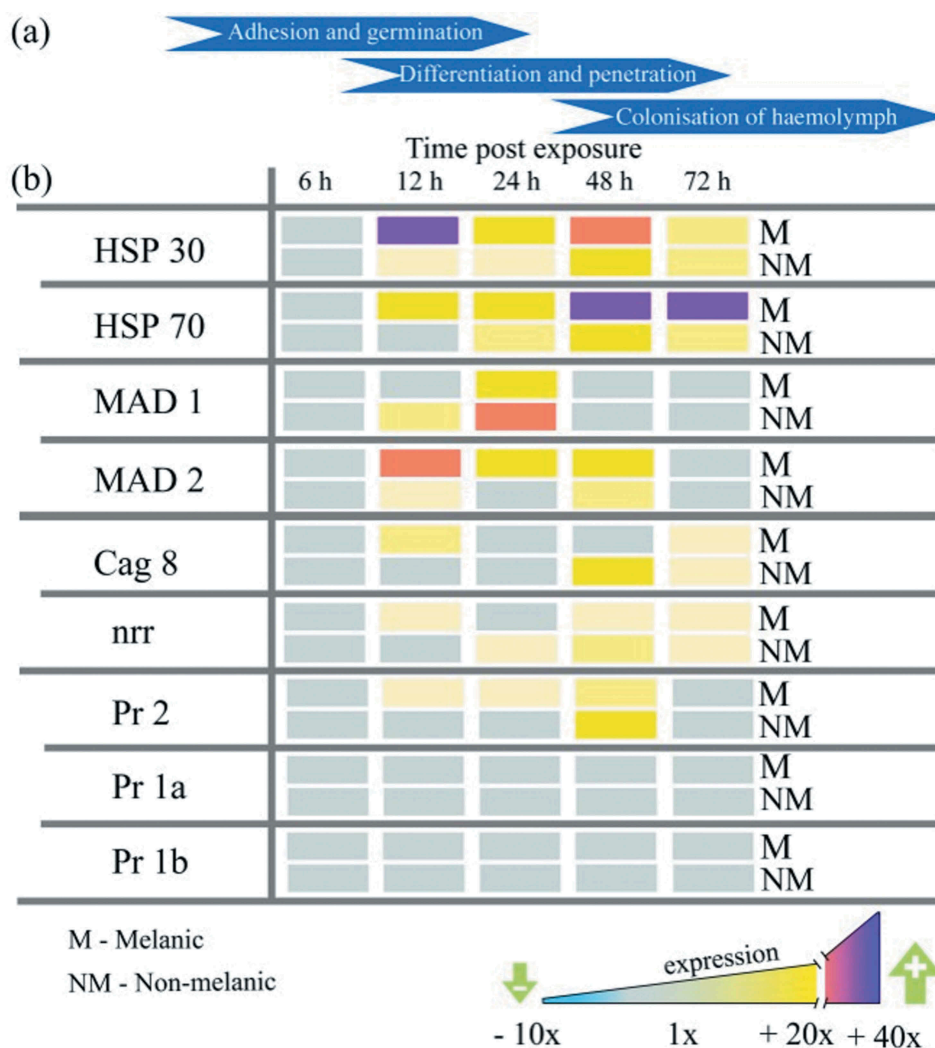 (a)
Adhesion and germination
Differentiation and penetration
Colonisation of haemolymph
Time post exposure
(b)
6 h 12 h 24 h 48 h 72 h
HSP 30
M
NM
HSP 70
M
NM
MAD 1
M
NM
MAD 2
M
NM
Cag 8
M
NM
nrr
M
NM
Pr 2
M
NM
Pr 1a
M
NM
Pr 1b
M
NM
M - Melanic
NM - Non-melanic
expression
- 10x 1x + 20x + 40x